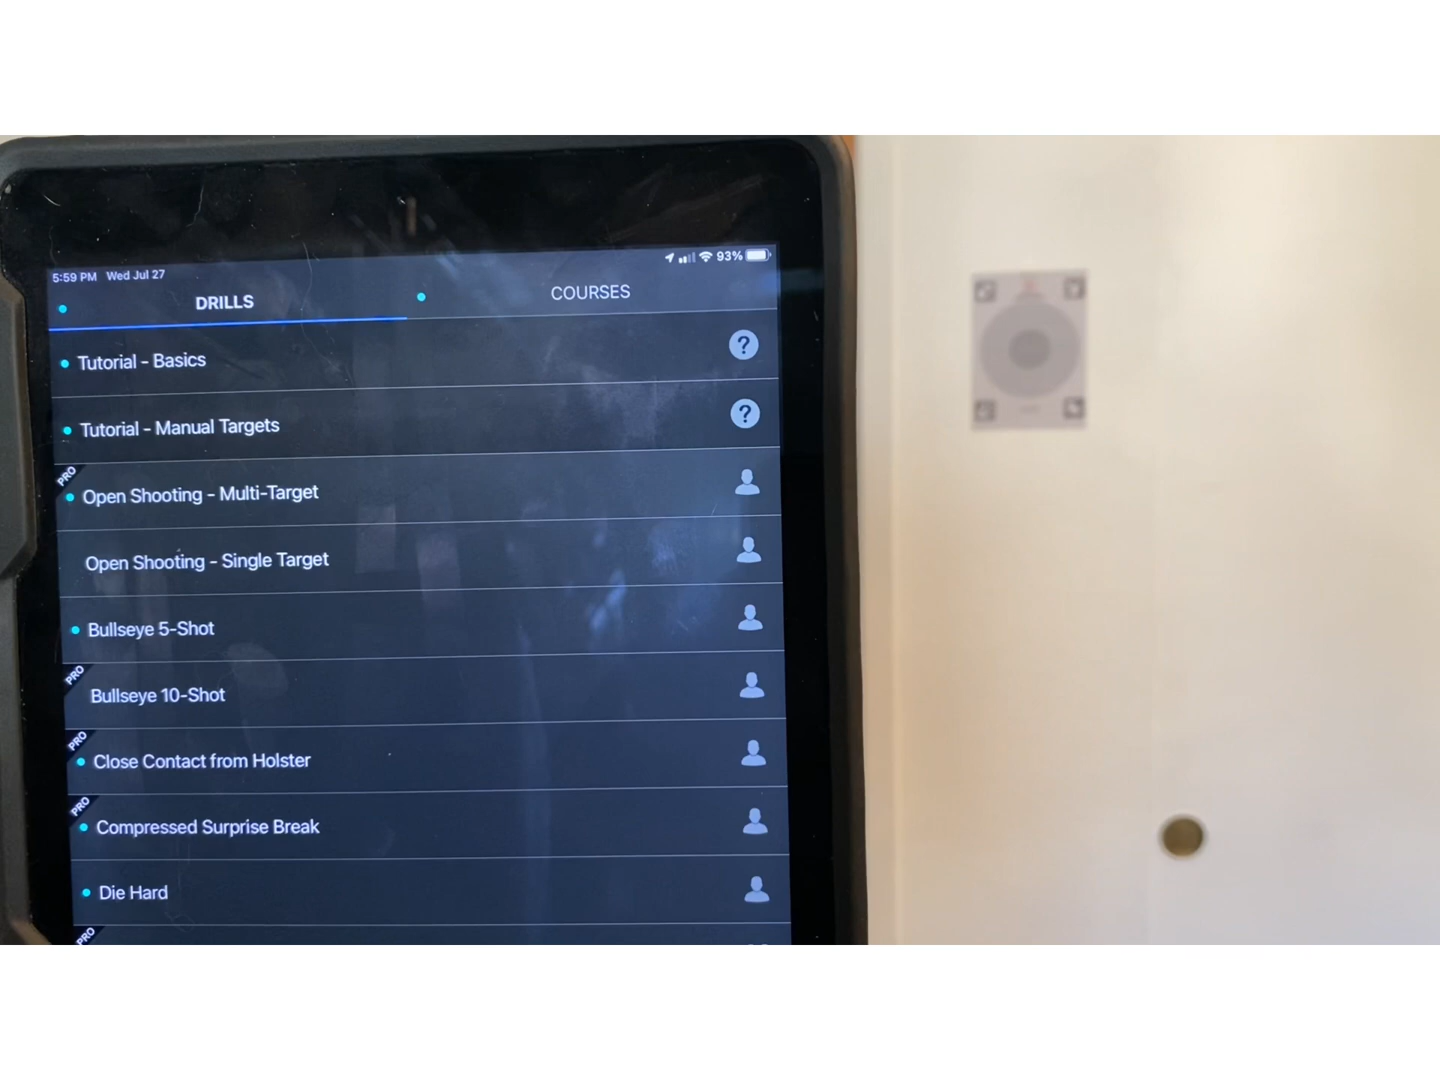 5:59 PM Wed Jul 27
93%
DRILLS
COURSES
Tutorial - Basics
?
Tutorial - Manual Targets
?
PRO
Open Shooting - Multi-Target
Open Shooting - Single Target
Bullseye 5-Shot
PRO
Bullseye 10-Shot
PRO
Close Contact from Holster
PRO
Compressed Surprise Break
Die Hard
PRO